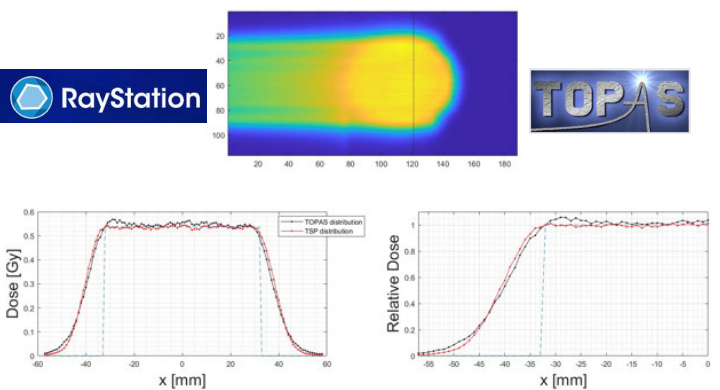 20
40
60
80
100
20 40 60 80 100 120 140 160 180
RayStation
TOPAS
0.6
0.5
0.4
0.3
0.2
0.1
0
-60 -40 -20 0 20 40 60
Dose [Gy]
x [mm]
TOPAS distribution
TSP distribution
1
0.8
0.6
0.4
0.2
0
-55 -50 -45 -40 -35 -30 -25 -20 -15 -10 -5 0
Relative Dose
x [mm]